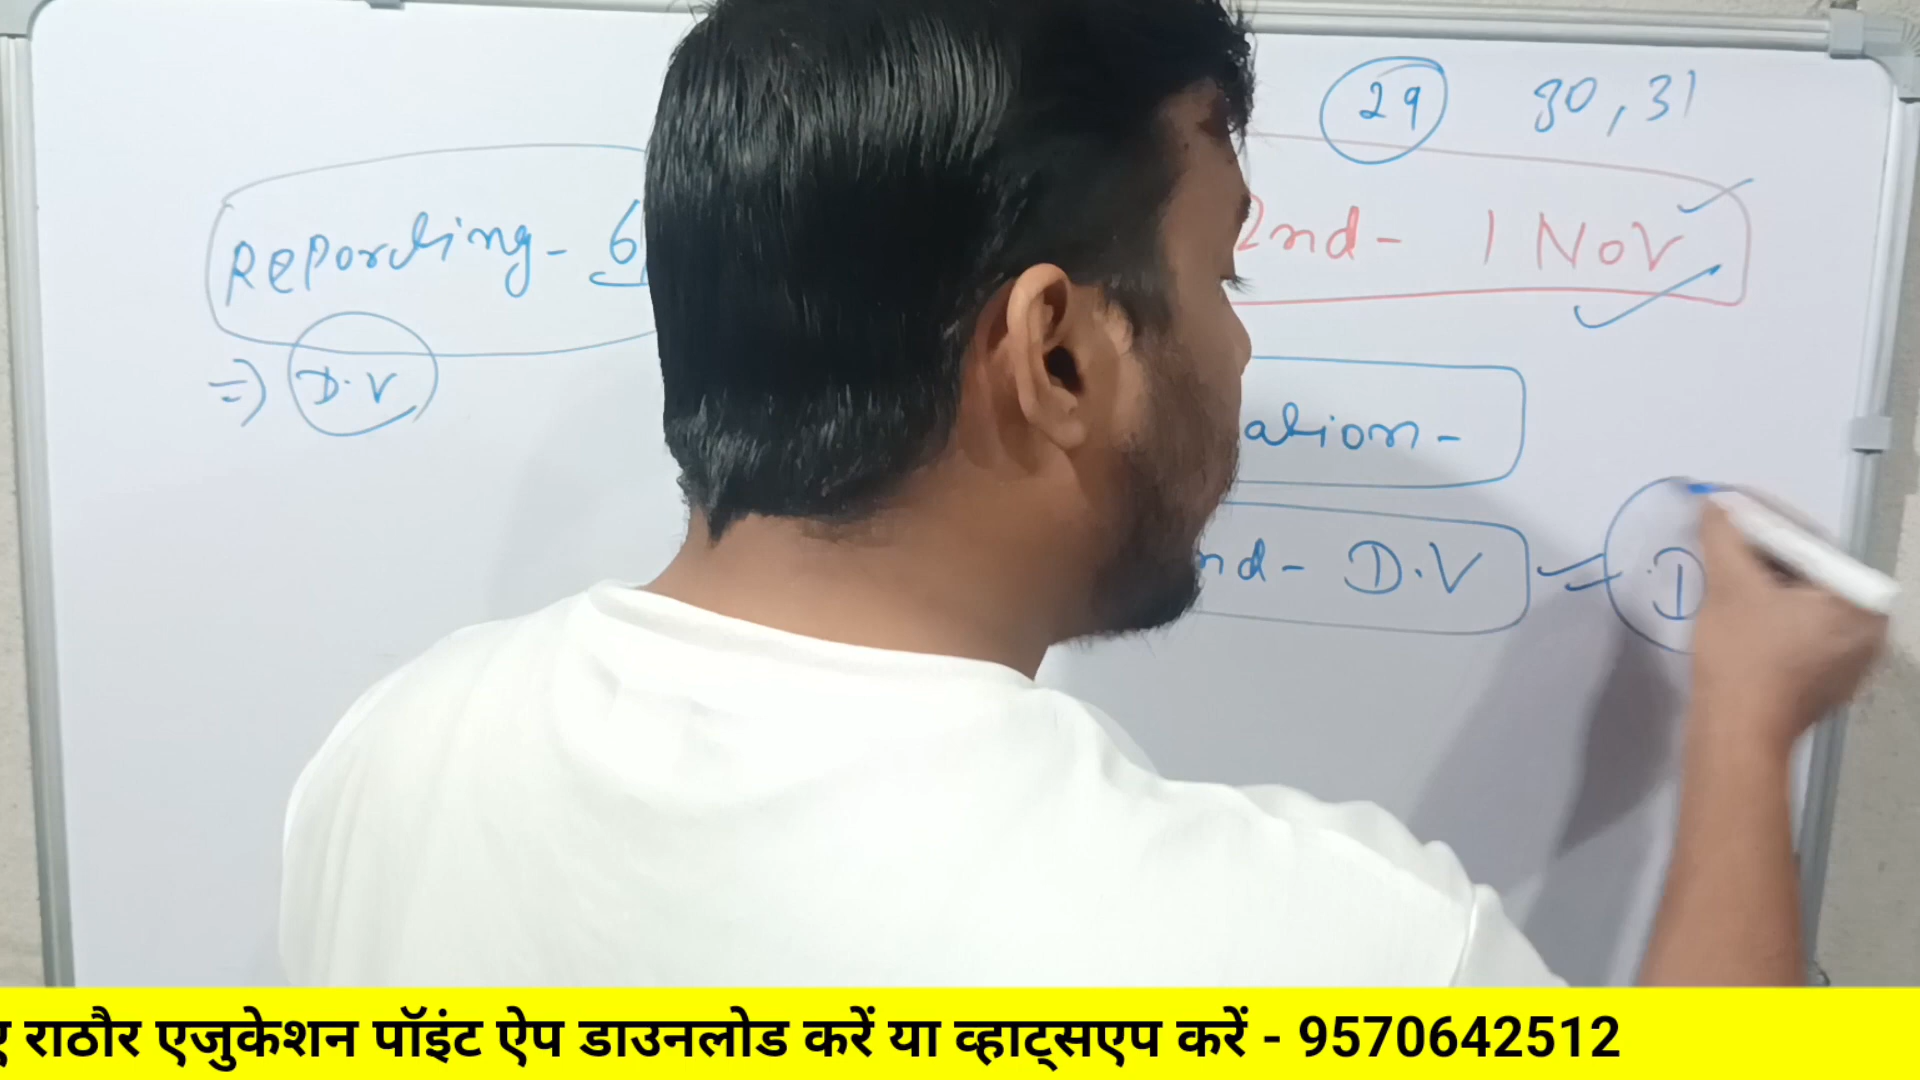 29 30, 31
Reporting- 6
2nd- 1 NOV
⇒ D.V
ation-
nd- D.V
D
राठौर एजुकेशन पॉइंट ऐप डाउनलोड करें या व्हाट्सएप करें - 9570642512